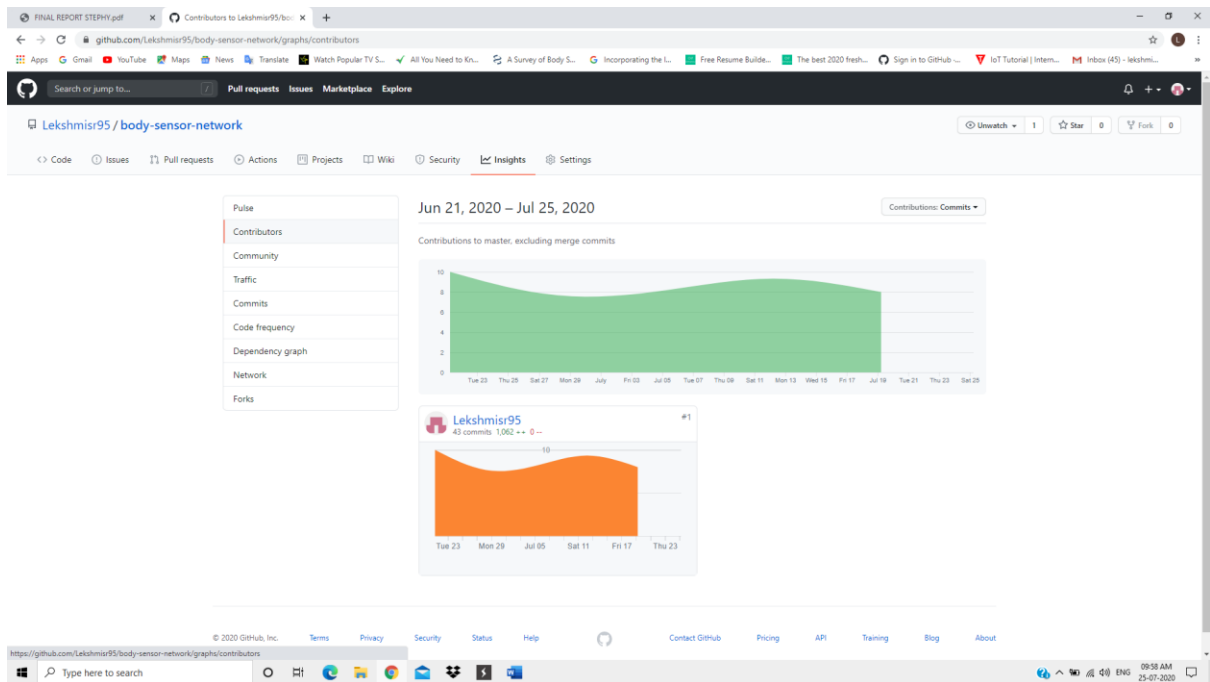 FINAL REPORT STEPHY.pdf
Contributors to Lekshmisr95/bo
github.com/Lekshmisr95/body-sensor-network/graphs/contributors
Apps Gmail YouTube Maps News Translate Watch Popular TV S... All You Need to Kn... A Survey of Body S... Incorporating the I... Free Resume Builde... The best 2020 fresh... Sign in to GitHub ·... IoT Tutorial | Intern... Inbox (45) - lekshmi... »
Search or jump to... / Pull requests Issues Marketplace Explore
Lekshmisr95 / body-sensor-network
Unwatch 1 Star 0 Fork 0
<> Code Issues Pull requests Actions Projects Wiki Security Insights Settings
Pulse
Contributors
Community
Traffic
Commits
Code frequency
Dependency graph
Network
Forks
Jun 21, 2020 – Jul 25, 2020
Contributions: Commits
Contributions to master, excluding merge commits
10
8
6
4
2
0
Tue 23 Thu 25 Sat 27 Mon 29 July Fri 03 Jul 05 Tue 07 Thu 09 Sat 11 Mon 13 Wed 15 Fri 17 Jul 19 Tue 21 Thu 23 Sat 25
Lekshmisr95
#1
43 commits 1,062 ++ 0 --
10
Tue 23 Mon 29 Jul 05 Sat 11 Fri 17 Thu 23
© 2020 GitHub, Inc. Terms Privacy Security Status Help Contact GitHub Pricing API Training Blog About
https://github.com/Lekshmisr95/body-sensor-network/graphs/contributors
Type here to search
ENG
09:58 AM
25-07-2020